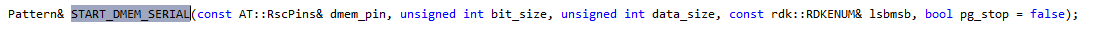 Pattern& START_DMEM_SERIAL(const AT::RscPins& dmem_pin, unsigned int bit_size, unsigned int data_size, const rdk::RDKENUM& lsbmsb, bool pg_stop = false);